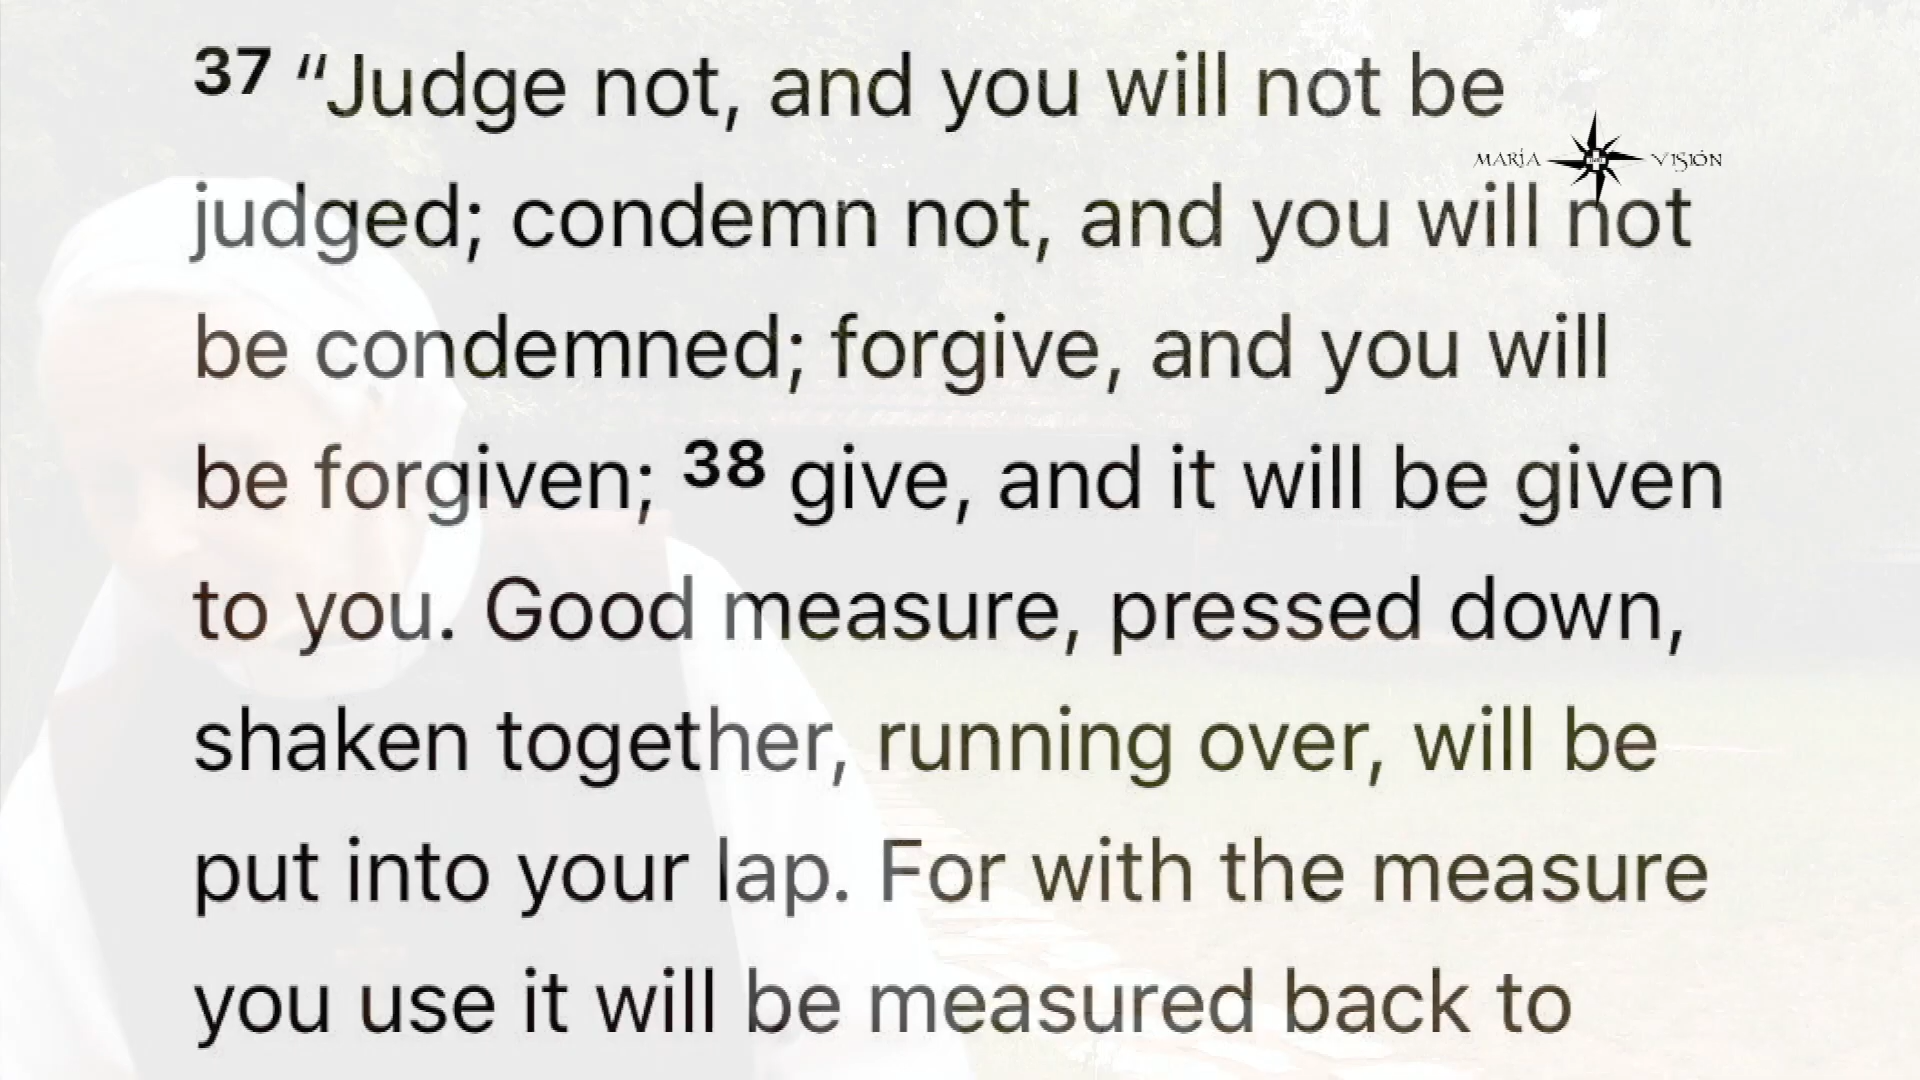 37 “Judge not, and you will not be
MARÍA VISIÓN
judged; condemn not, and you will not
be condemned; forgive, and you will
be forgiven; 38 give, and it will be given
to you. Good measure, pressed down,
shaken together, running over, will be
put into your lap. For with the measure
you use it will be measured back to